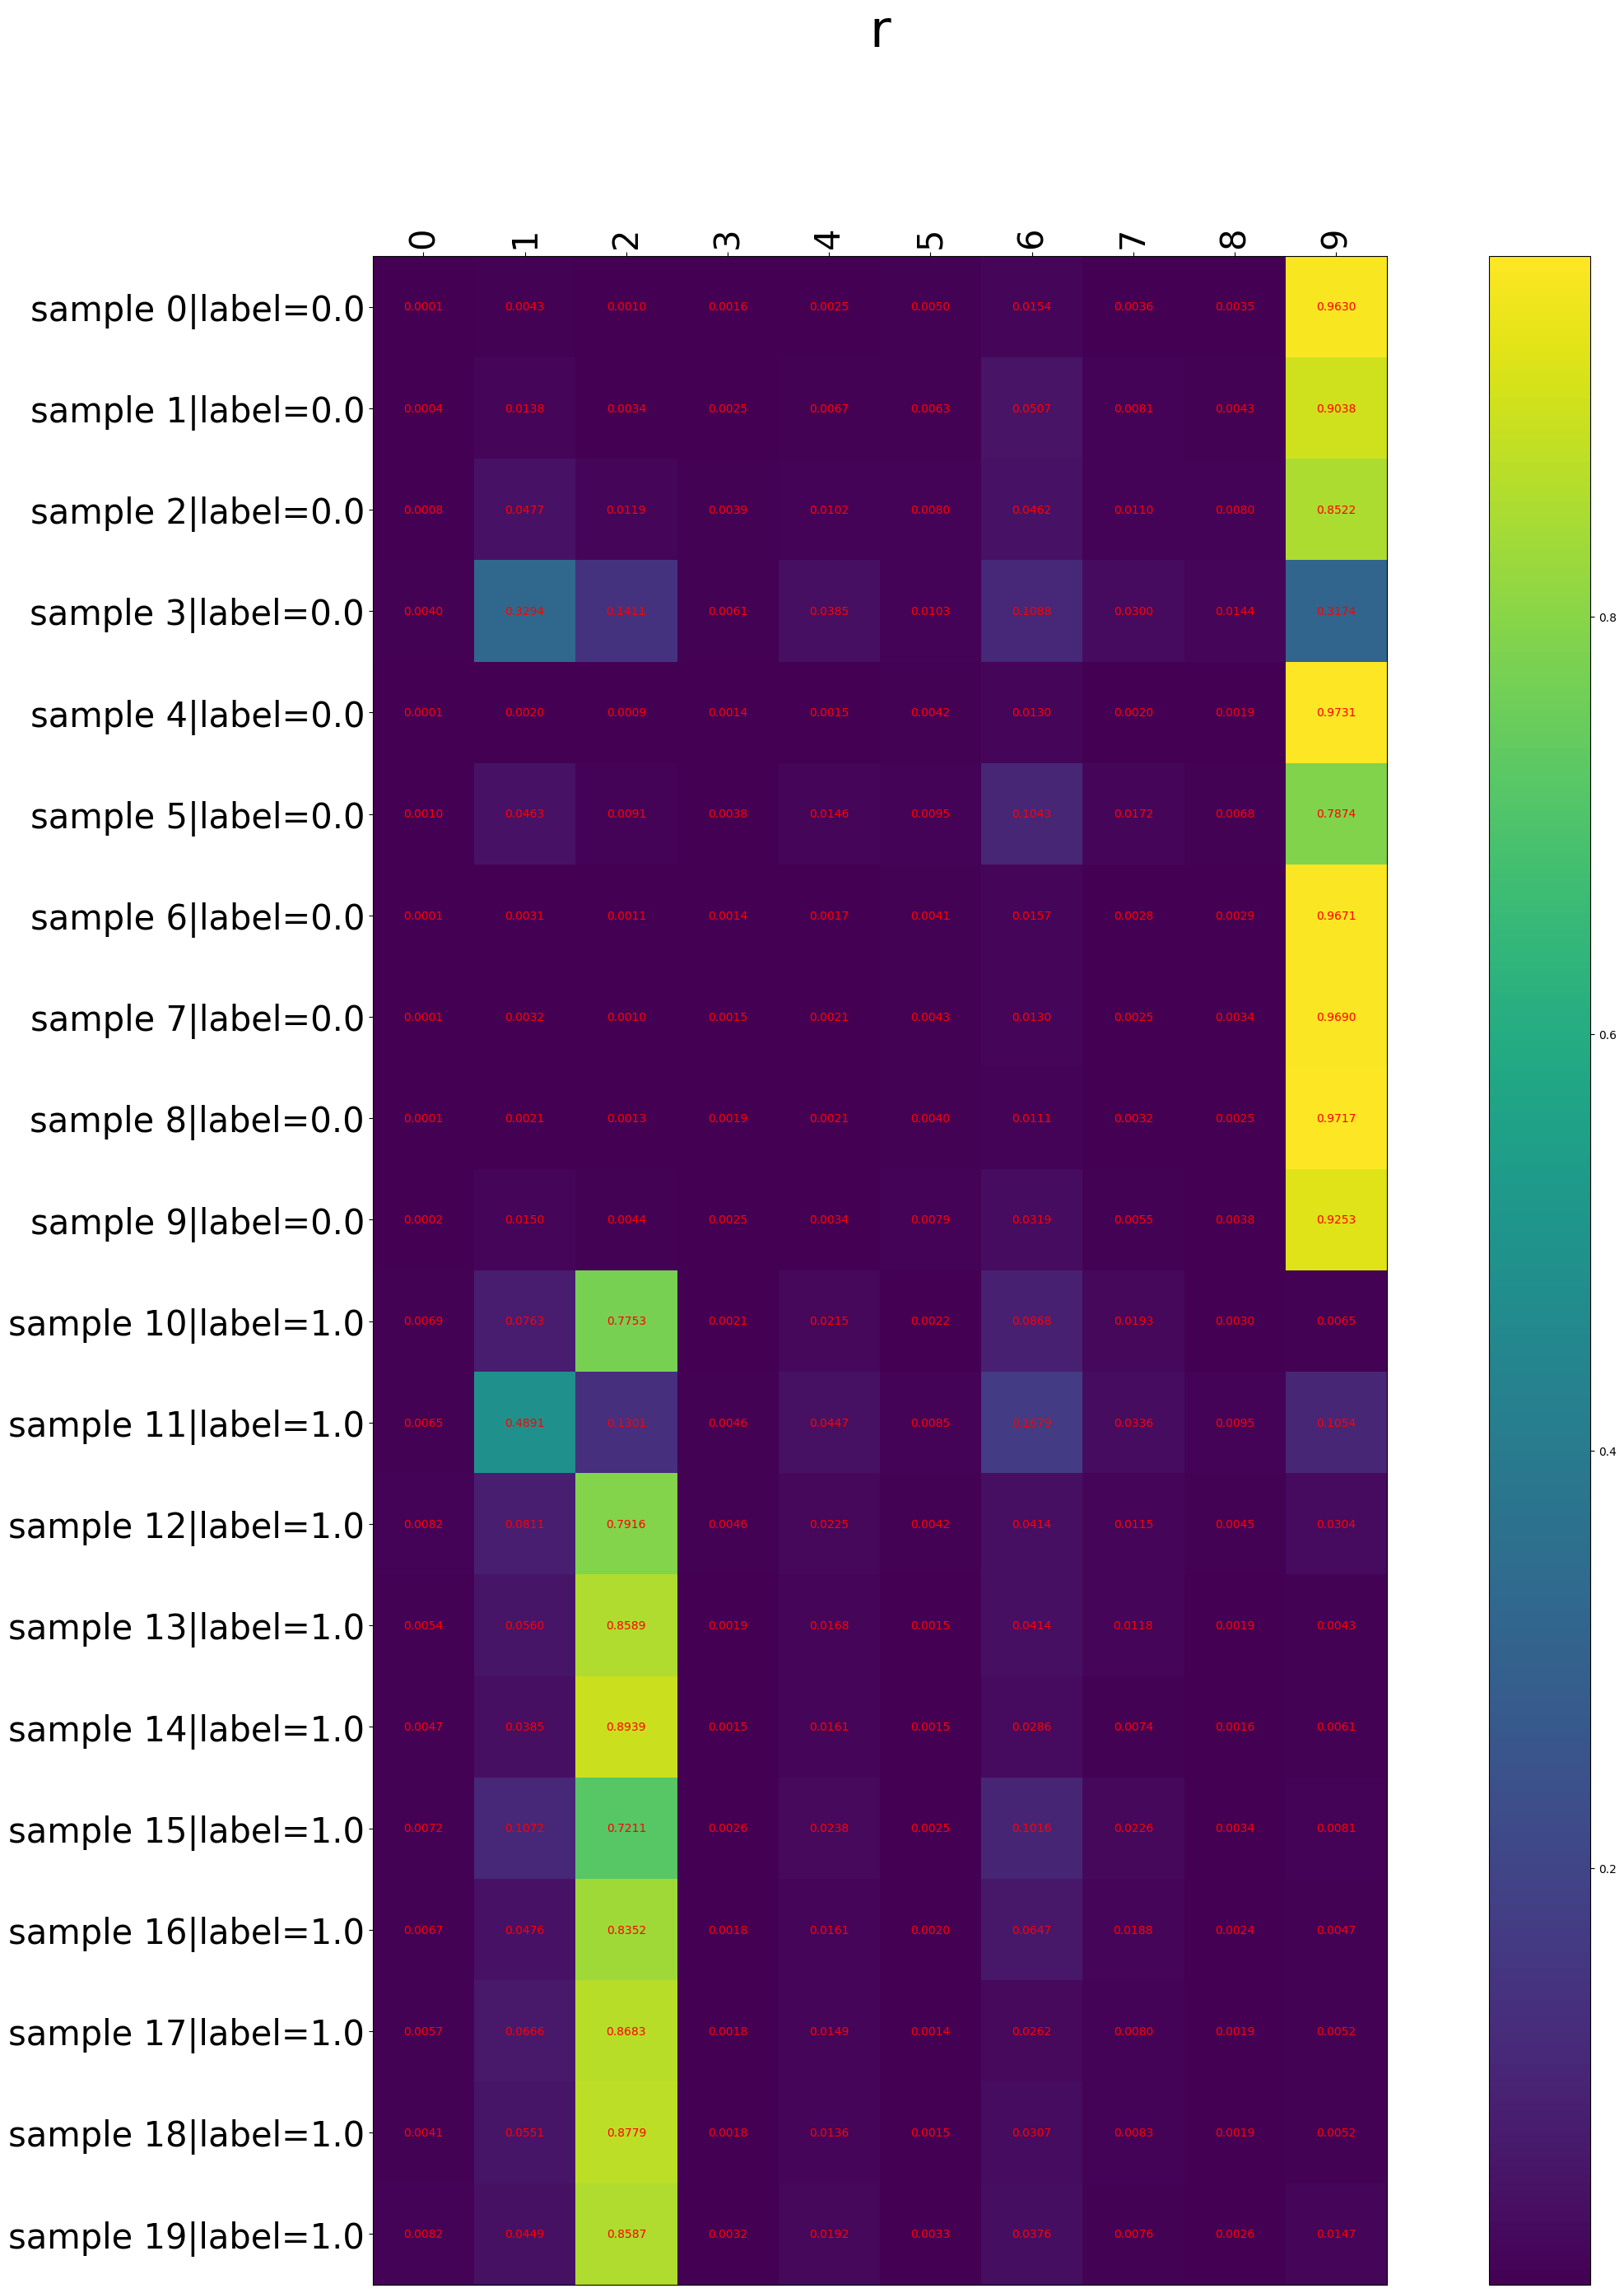 r
0 1 2 3 4 5 6 7 8 9
sample 0|label=0.0 0.0001 0.0043 0.0010 0.0016 0.0025 0.0050 0.0154 0.0036 0.0035 0.9630
sample 1|label=0.0 0.0004 0.0138 0.0034 0.0025 0.0067 0.0063 0.0507 0.0081 0.0043 0.9038
sample 2|label=0.0 0.0008 0.0477 0.0119 0.0039 0.0102 0.0080 0.0462 0.0110 0.0080 0.8522
sample 3|label=0.0 0.0040 0.3294 0.1411 0.0061 0.0385 0.0103 0.1088 0.0300 0.0144 0.3174
0.8
sample 4|label=0.0 0.0001 0.0020 0.0009 0.0014 0.0015 0.0042 0.0130 0.0020 0.0019 0.9731
sample 5|label=0.0 0.0010 0.0463 0.0091 0.0038 0.0146 0.0095 0.1043 0.0172 0.0068 0.7874
sample 6|label=0.0 0.0001 0.0031 0.0011 0.0014 0.0017 0.0041 0.0157 0.0028 0.0029 0.9671
sample 7|label=0.0 0.0001 0.0032 0.0010 0.0015 0.0021 0.0043 0.0130 0.0025 0.0034 0.9690
0.6
sample 8|label=0.0 0.0001 0.0021 0.0013 0.0019 0.0021 0.0040 0.0111 0.0032 0.0025 0.9717
sample 9|label=0.0 0.0002 0.0150 0.0044 0.0025 0.0034 0.0079 0.0319 0.0055 0.0038 0.9253
sample 10|label=1.0 0.0069 0.0763 0.7753 0.0021 0.0215 0.0022 0.0868 0.0193 0.0030 0.0065
sample 11|label=1.0 0.0065 0.4891 0.1301 0.0046 0.0447 0.0085 0.1679 0.0336 0.0095 0.1054
0.4
sample 12|label=1.0 0.0082 0.0811 0.7916 0.0046 0.0225 0.0042 0.0414 0.0115 0.0045 0.0304
sample 13|label=1.0 0.0054 0.0560 0.8589 0.0019 0.0168 0.0015 0.0414 0.0118 0.0019 0.0043
sample 14|label=1.0 0.0047 0.0385 0.8939 0.0015 0.0161 0.0015 0.0286 0.0074 0.0016 0.0061
sample 15|label=1.0 0.0072 0.1072 0.7211 0.0026 0.0238 0.0025 0.1016 0.0226 0.0034 0.0081
0.2
sample 16|label=1.0 0.0067 0.0476 0.8352 0.0018 0.0161 0.0020 0.0647 0.0188 0.0024 0.0047
sample 17|label=1.0 0.0057 0.0666 0.8683 0.0018 0.0149 0.0014 0.0262 0.0080 0.0019 0.0052
sample 18|label=1.0 0.0041 0.0551 0.8779 0.0018 0.0136 0.0015 0.0307 0.0083 0.0019 0.0052
sample 19|label=1.0 0.0082 0.0449 0.8587 0.0032 0.0192 0.0033 0.0376 0.0076 0.0026 0.0147